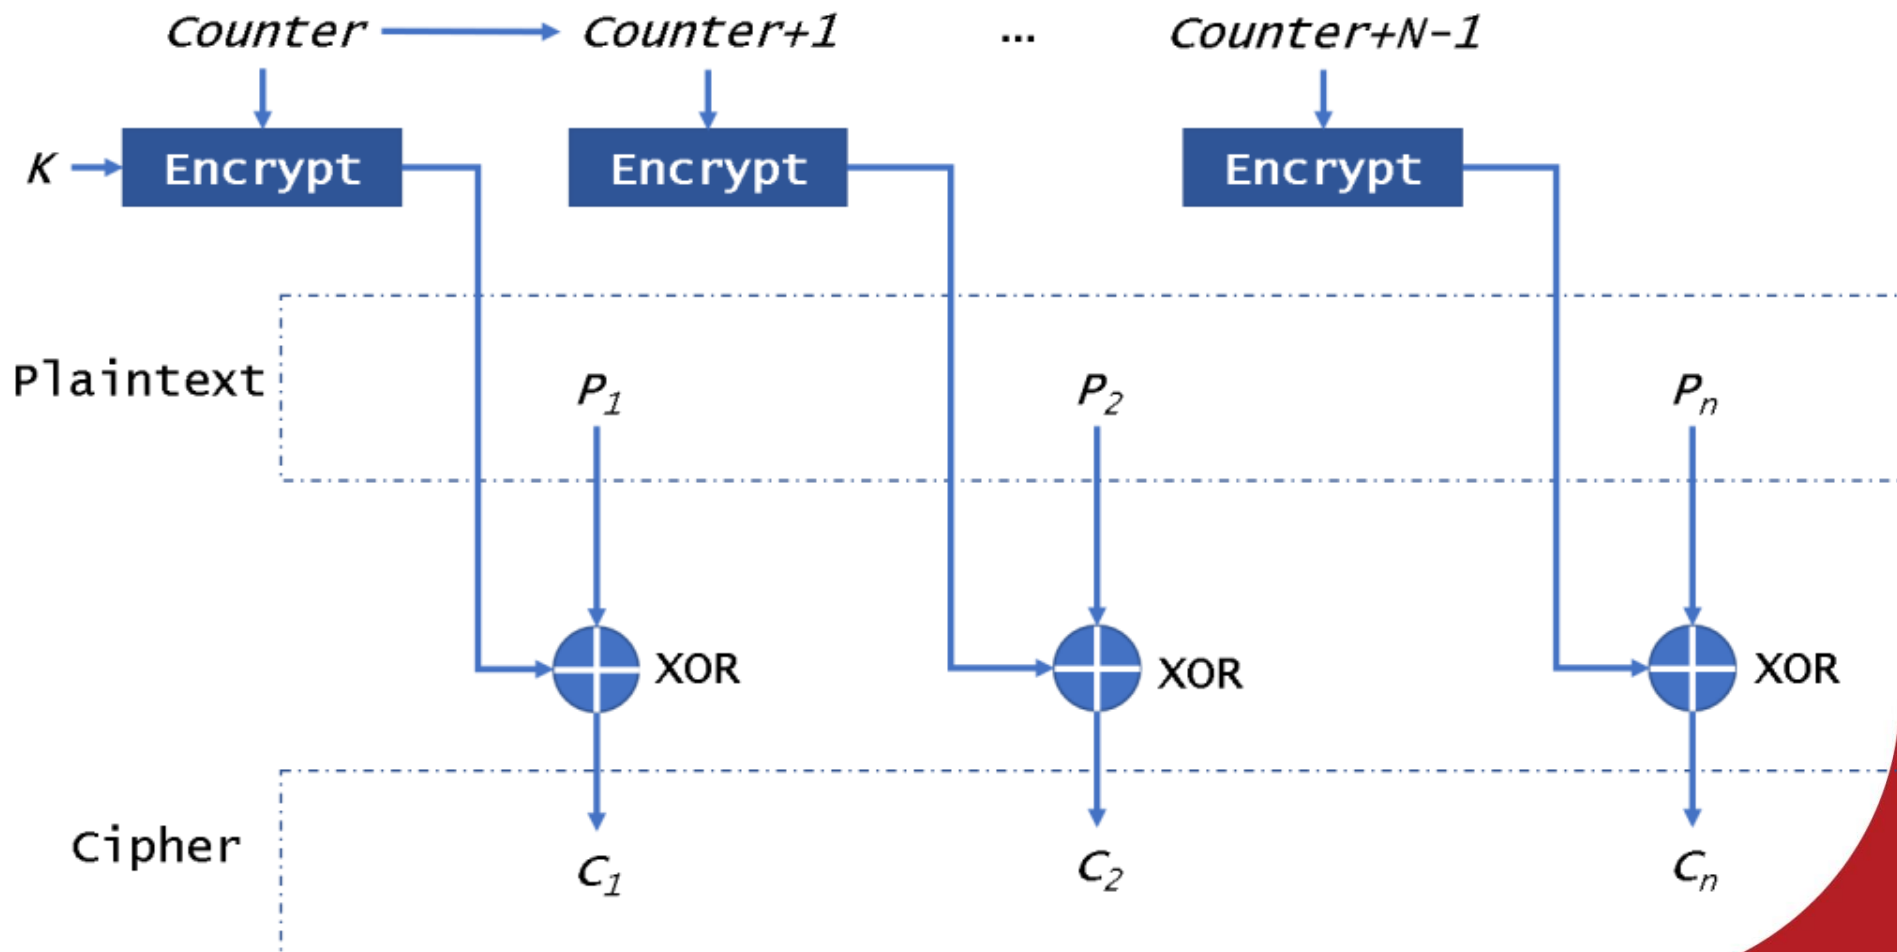 Counter Counter+1 … Counter+N-1
K Encrypt Encrypt Encrypt
Plaintext P1 P2 Pn
XOR XOR XOR
Cipher C1 C2 Cn